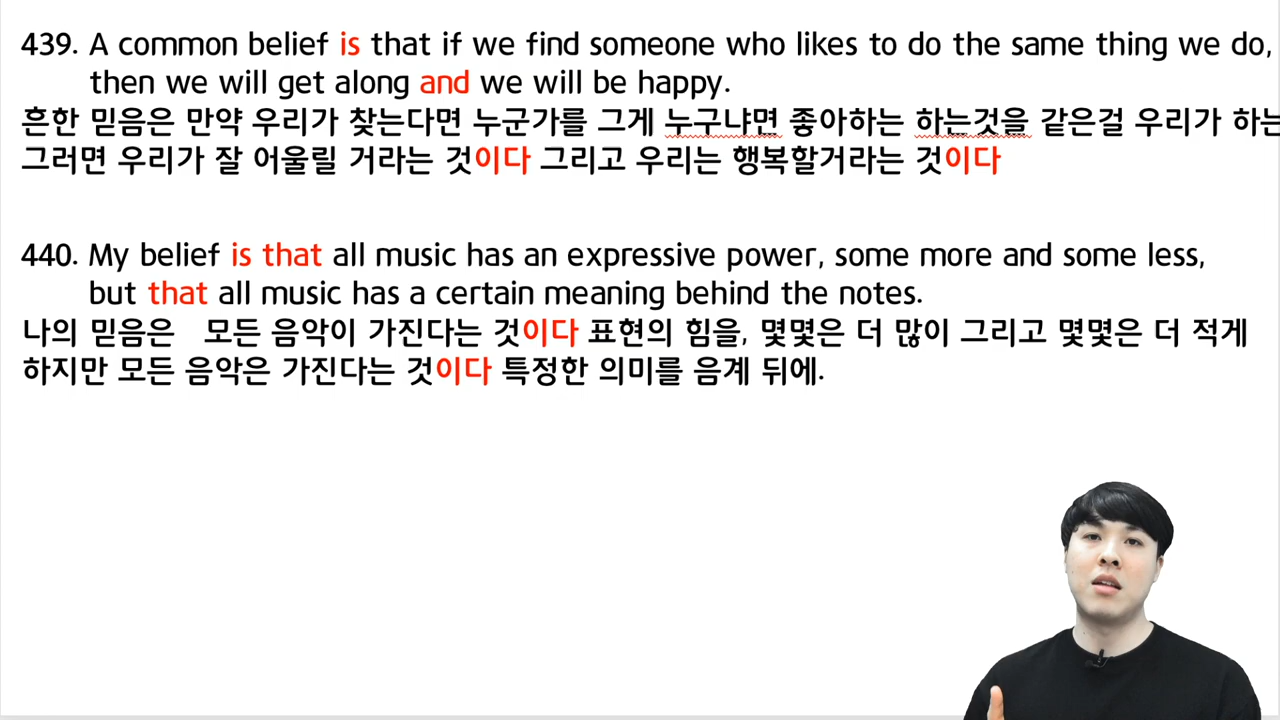 439. A common belief is that if we find someone who likes to do the same thing we do,
then we will get along and we will be happy.
흔한 믿음은 만약 우리가 찾는다면 누군가를 그게 누구냐면 좋아하는 하는것을 같은걸 우리가 하는
그러면 우리가 잘 어울릴 거라는 것이다 그리고 우리는 행복할거라는 것이다
440. My belief is that all music has an expressive power, some more and some less,
but that all music has a certain meaning behind the notes.
나의 믿음은 모든 음악이 가진다는 것이다 표현의 힘을, 몇몇은 더 많이 그리고 몇몇은 더 적게
하지만 모든 음악은 가진다는 것이다 특정한 의미를 음계 뒤에.